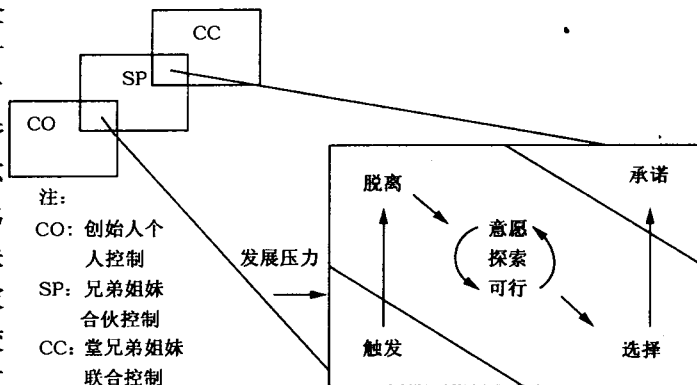 CC
SP
CO
注:
CO: 创始人个
人控制
SP: 兄弟姐妹
合伙控制
CC: 堂兄弟姐妹
联合控制
发展压力
脱离
承诺
意愿
探索
可行
触发
选择